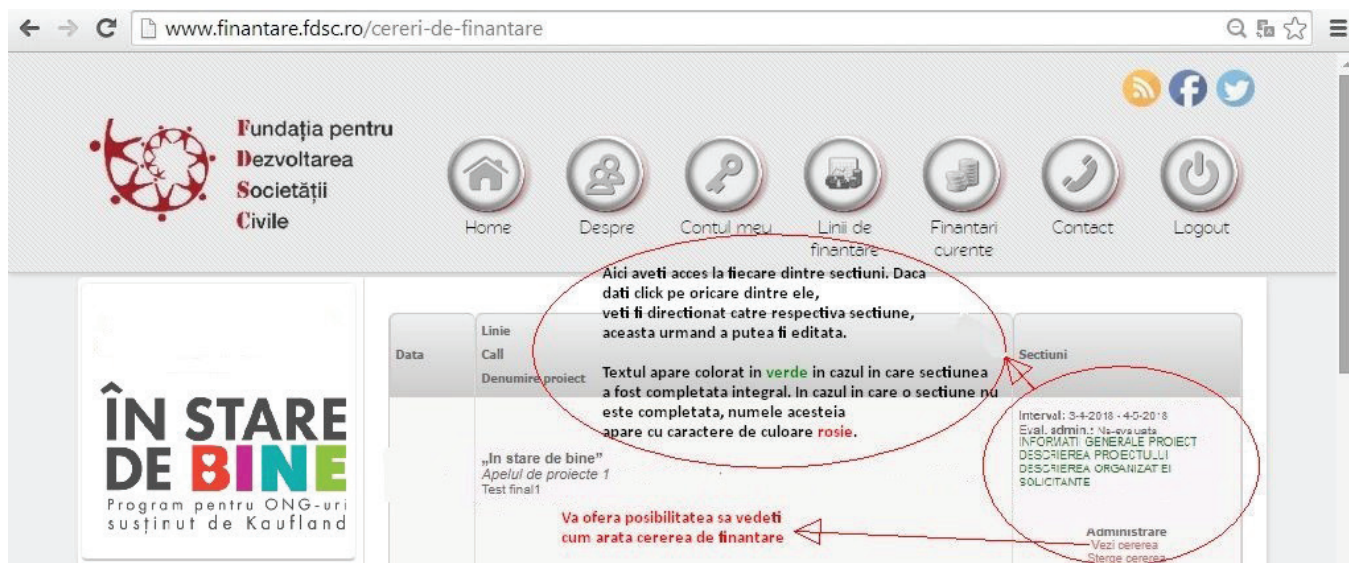 www.finantare.fdsc.ro/cereri-de-finantare
Fundația pentru
Dezvoltarea
Societății
Civile
Home
Despre
Contul meu
Linii de
finantare
Finantari
curente
Contact
Logout
Aici aveti acces la fiecare dintre sectiuni. Daca
dati click pe oricare dintre ele,
veti fi directionat catre respectiva sectiune,
aceasta urmand a putea fi editata.
Textul apare colorat in verde in cazul in care sectiunea
a fost completata integral. In cazul in care o sectiune nu
este completata, numele acesteia
apare cu caractere de culoare rosie.
Data
Linie
Call
Denumire proiect
Sectiuni
ÎN STARE
DE BINE
Program pentru ONG-uri
susținut de Kaufland
„In stare de bine”
Apelul de proiecte 1
Test final1
Interval: 3-4-2018 - 4-5-2018
Eval. admin.: Ne-evaluata
INFORMATII GENERALE PROIECT
DESCRIEREA PROIECTULUI
DESCRIEREA ORGANIZATIEI
SOLICITANTE
Va ofera posibilitatea sa vedeti
cum arata cererea de finantare
Administrare
Vezi cererea
Sterge cererea